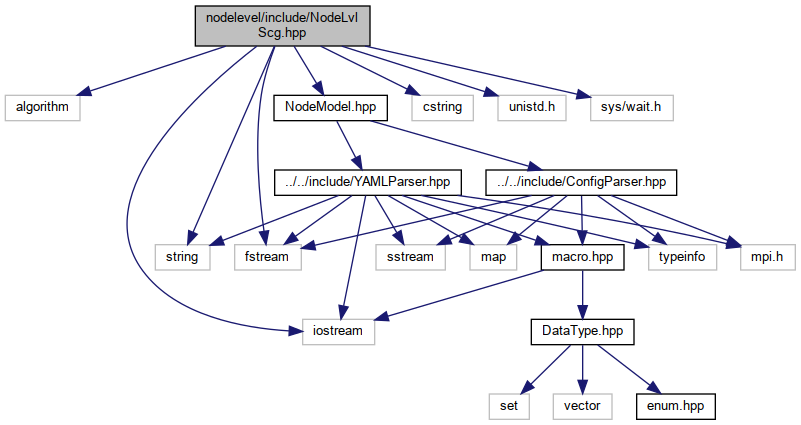 nodelevel/include/NodeLvl
Scg.hpp
algorithm
NodeModel.hpp
cstring
unistd.h
sys/wait.h
../../include/YAMLParser.hpp
../../include/ConfigParser.hpp
string
fstream
sstream
map
macro.hpp
typeinfo
mpi.h
iostream
DataType.hpp
set
vector
enum.hpp